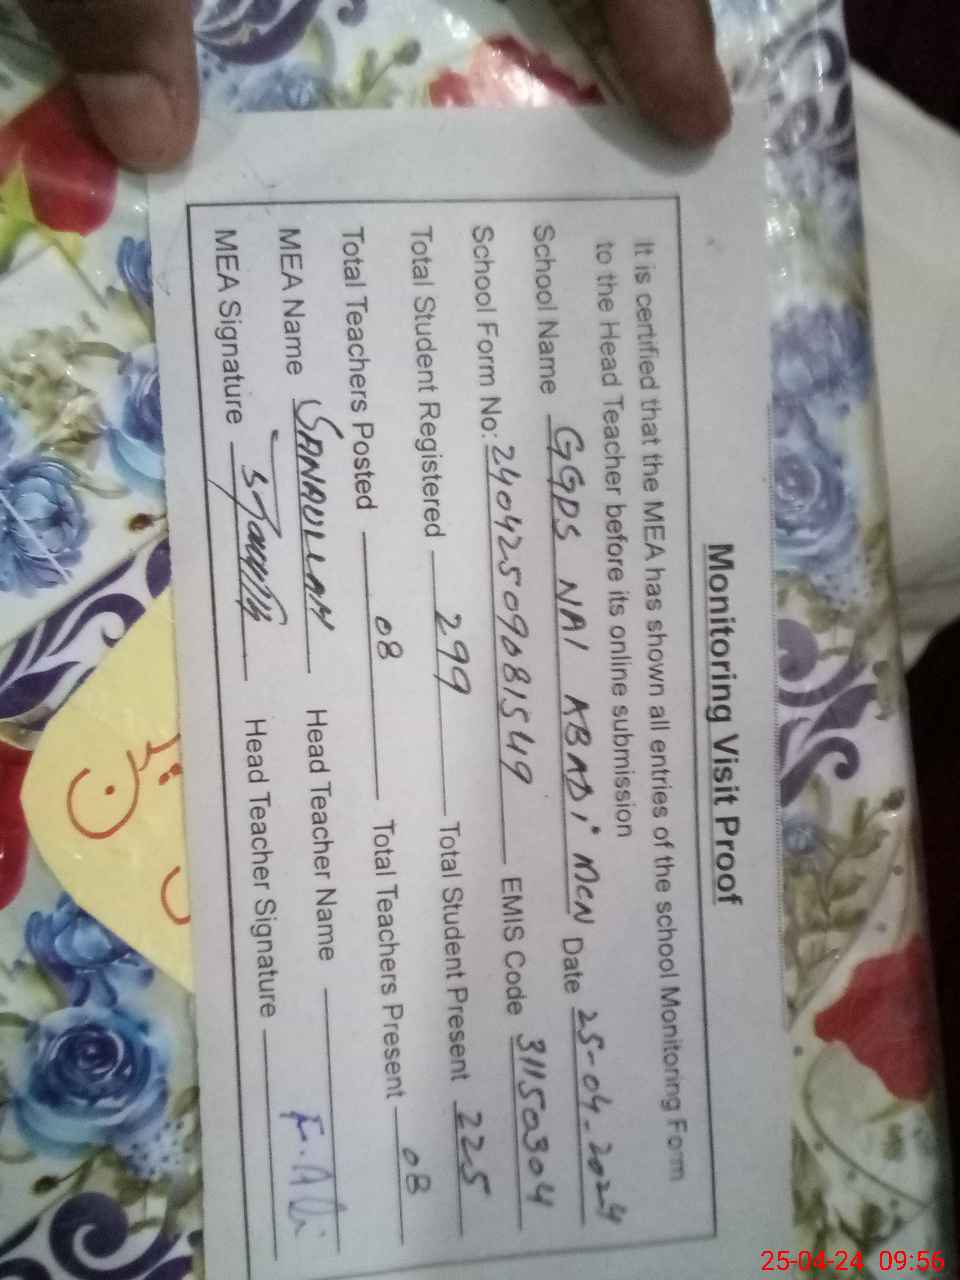 Monitoring Visit Proof
It is certified that the MEA has shown all entries of the school Monitoring Form
to the Head Teacher before its online submission
School Name GGPS NAI ABADI MCN Date 25-04-2024
School Form No: 24042509081549 EMIS Code 31150304
Total Student Registered 299 Total Student Present 225
Total Teachers Posted 08 Total Teachers Present 08
MEA Name SANAULLAH Head Teacher Name
MEA Signature Head Teacher Signature F. Ali
25-04-24 09:56